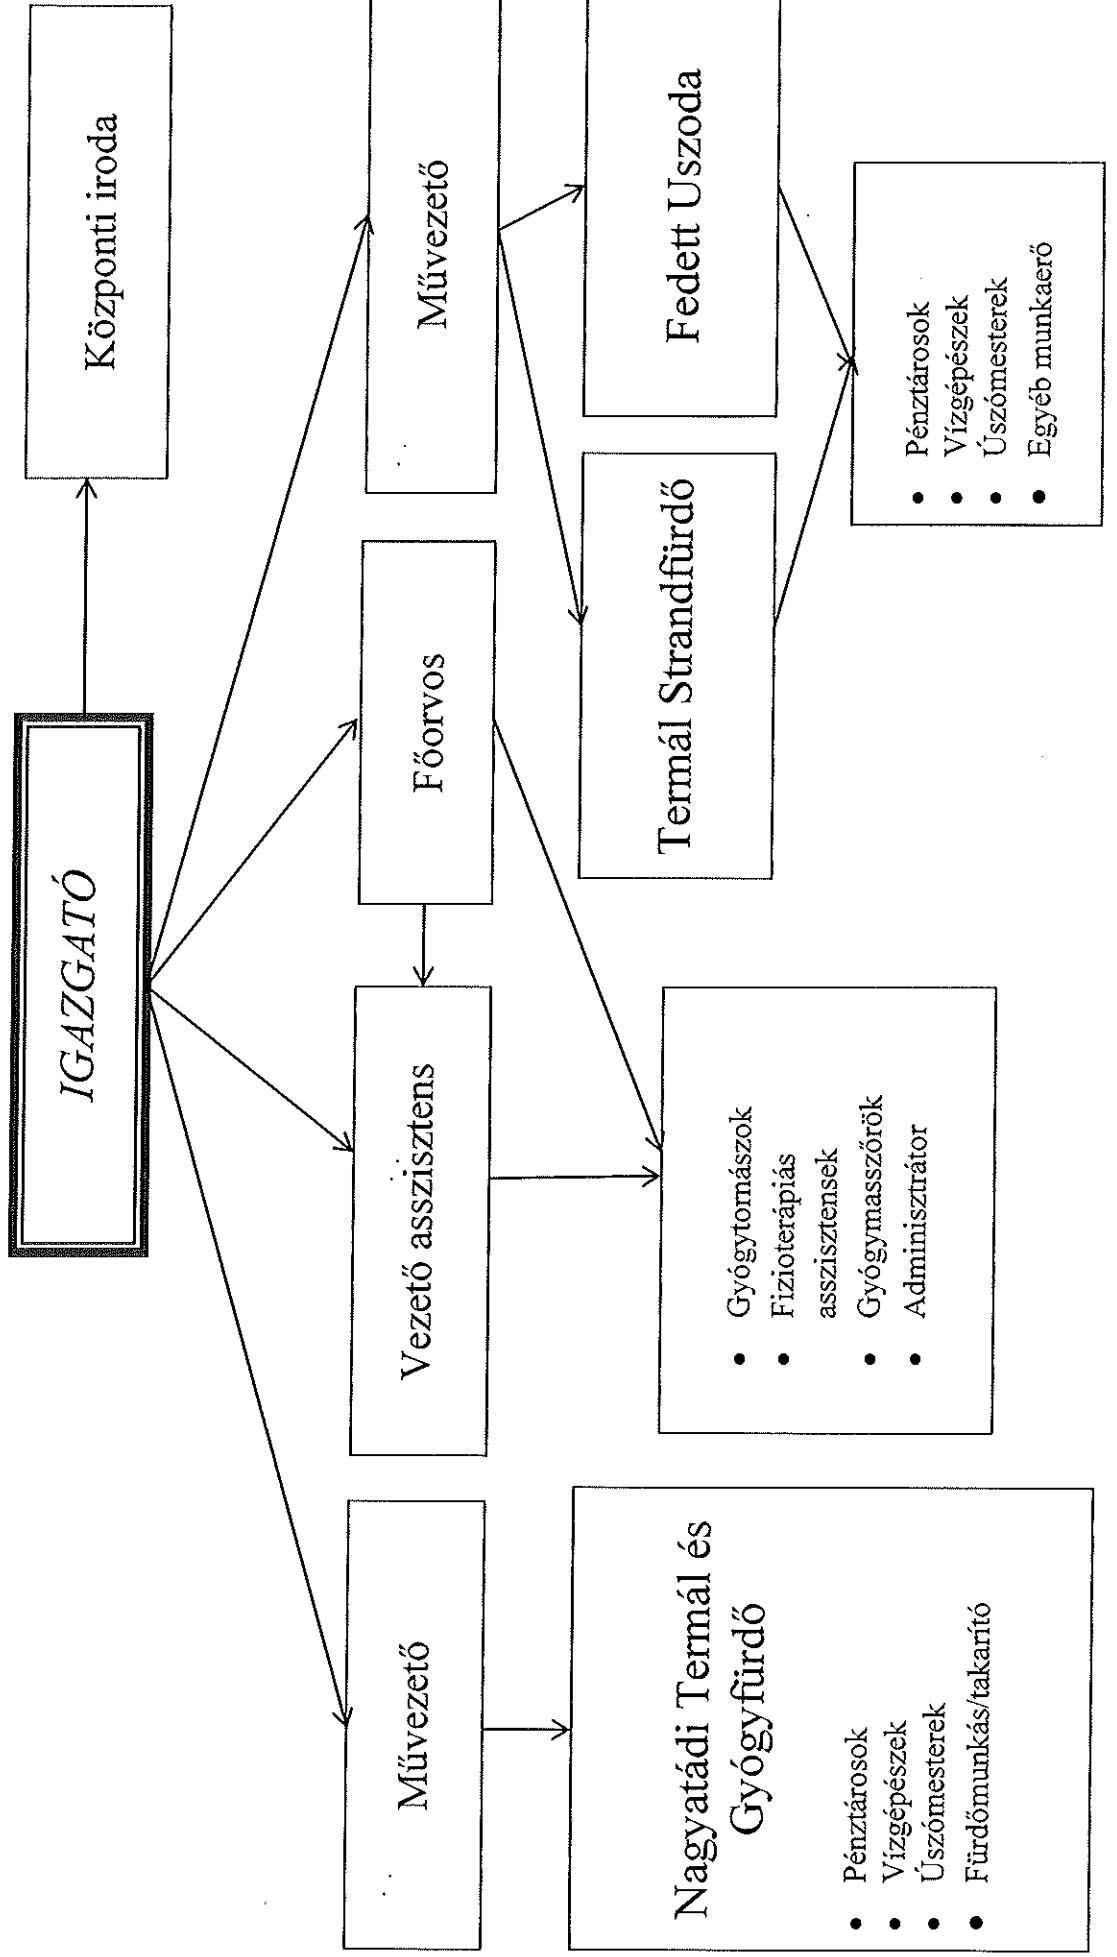 IGAZGATÓ
Központi iroda
Művezető
Vezető asszisztens
Főorvos
Művezető
Nagyatádi Termál és
Gyógyfürdő
• Pénztárosok
• Vízgépészek
• Úszómesterek
• Fürdőmunkás/takarító
• Gyógytornászok
• Fizioterápiás
asszisztensek
• Gyógymasszőrök
• Adminisztrátor
Termál Strandfürdő
Fedett Uszoda
• Pénztárosok
• Vízgépészek
• Úszómesterek
• Egyéb munkaerő